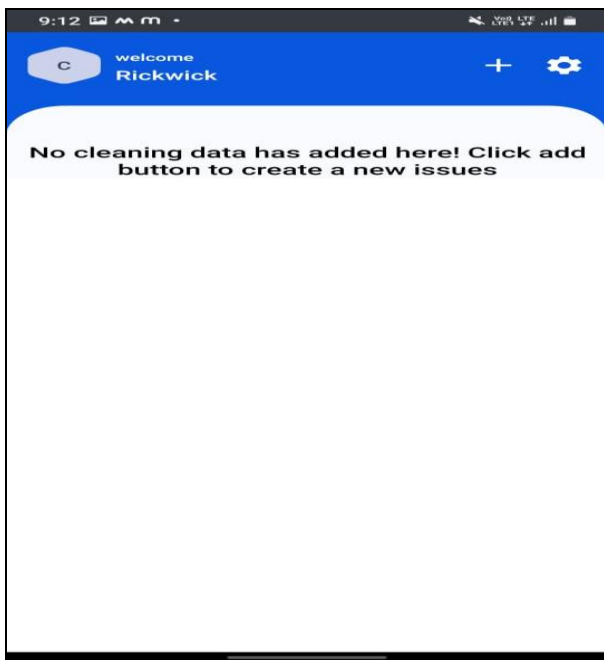 9:12
C
welcome
Rickwick
No cleaning data has added here! Click add
button to create a new issues